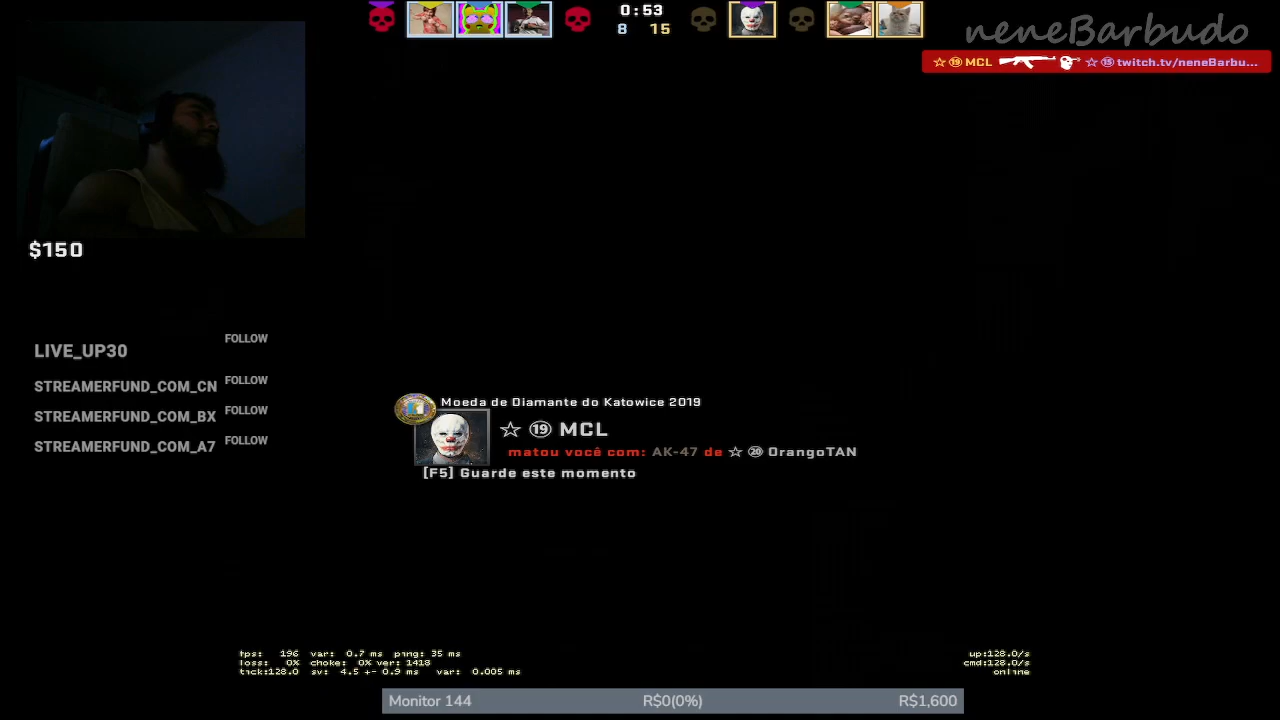 0:53
8 15
neneBarbudo
☆ ⑲ MCL ☆ ⑮ twitch.tv/neneBarbu...
$150
LIVE_UP30 FOLLOW
STREAMERFUND_COM_CN FOLLOW
STREAMERFUND_COM_BX FOLLOW
STREAMERFUND_COM_A7 FOLLOW
Moeda de Diamante do Katowice 2019
☆ ⑲ MCL
matou você com: AK-47 de ☆ ⑳ OrangoTAN
[F5] Guarde este momento
fps: 196 var: 0.7 ms ping: 35 ms
loss: 0% choke: 0% ver: 1418
tick:128.0 sv: 4.5 +- 0.9 ms var: 0.005 ms
up:128.0/s
cmd:128.0/s
online
Monitor 144 R$0(0%) R$1,600